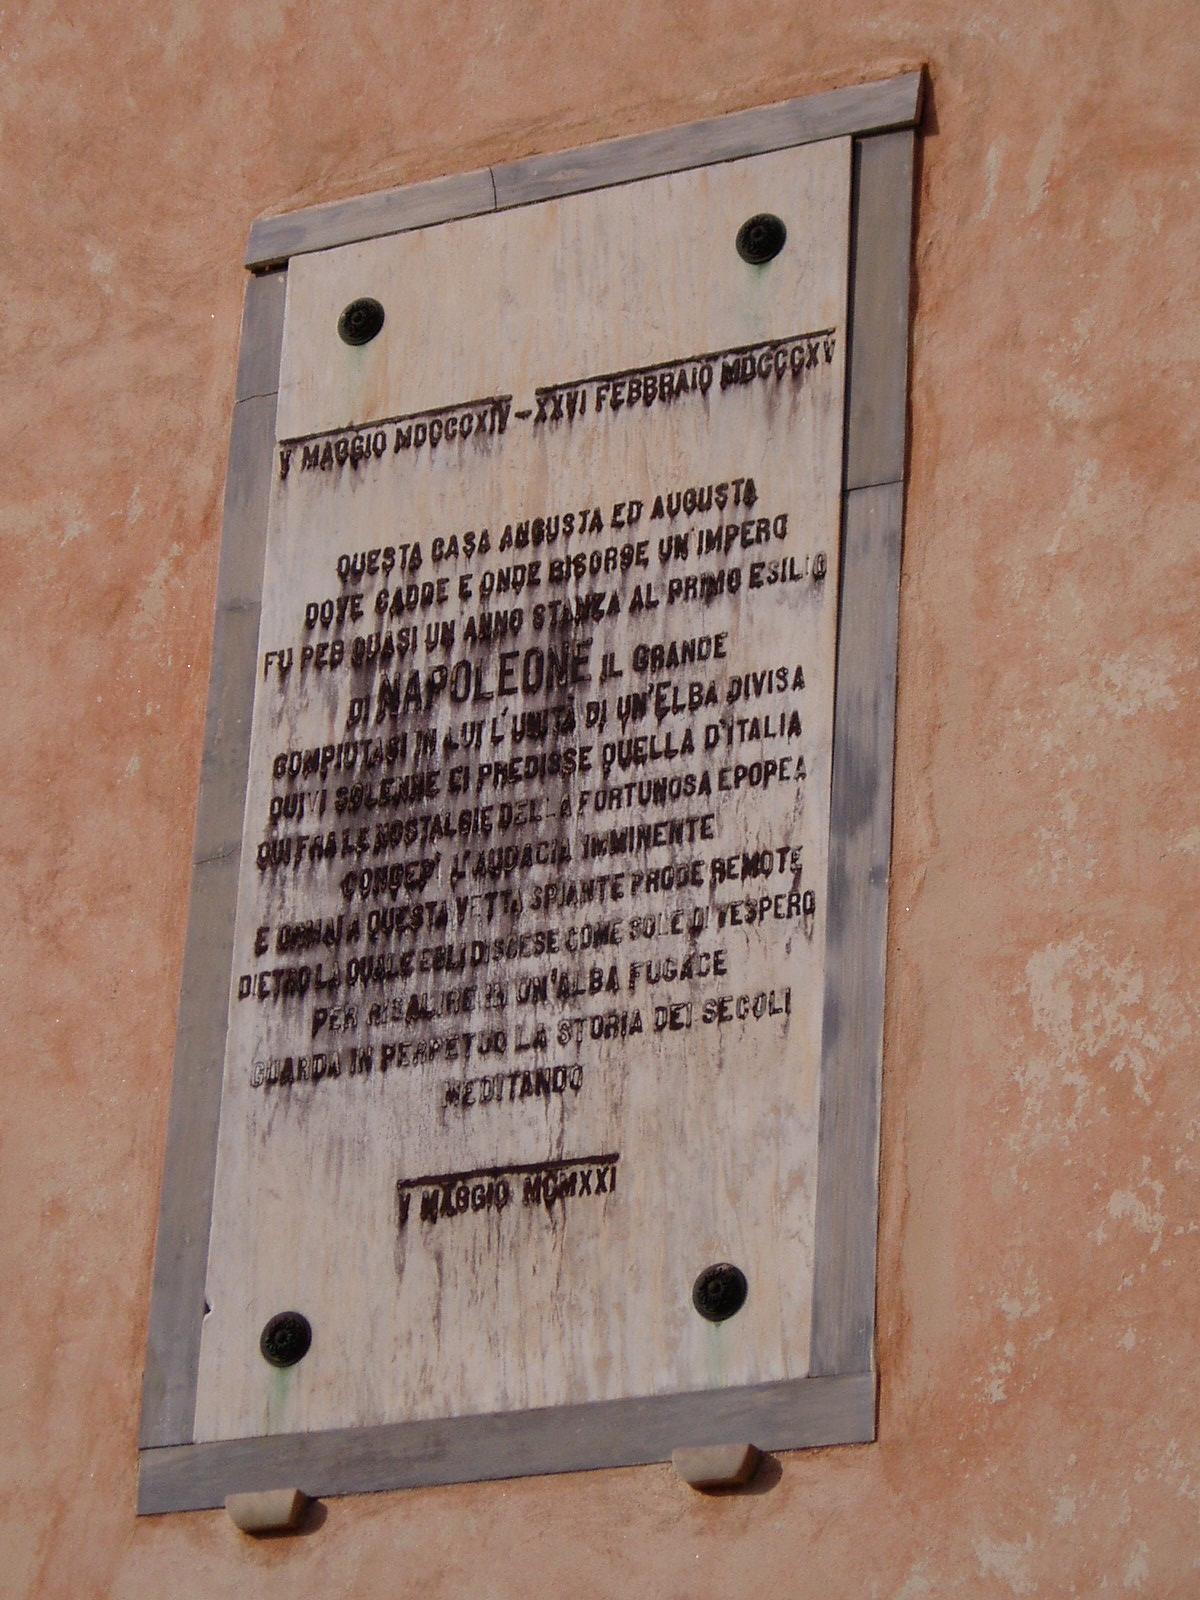 V MAGGIO MDCCCXIV – XXVI FEBBRAIO MDCCCXV
QUESTA CASA ANGUSTA ED AUGUSTA
DOVE CADDE E ONDE RISORSE UN IMPERO
FU PER QUASI UN ANNO STANZA AL PRIMO ESILIO
DI NAPOLEONE IL GRANDE
COMPIUTASI IN LUI L'UNITÀ DI UN'ELBA DIVISA
QUIVI SOLENNE EI PREDISSE QUELLA D'ITALIA
QUI FRA LE NOSTALGIE DELLA FORTUNOSA EPOPEA
CONCEPÌ L'AUDACIA IMMINENTE
E ORMAI A QUESTA VETTA SPIANTE PRODE REMOTE
DIETRO LA QUALE EGLI DISCESE COME SOLE DI VESPERO
PER RISALIRE IN UN'ALBA FUGACE
GUARDA IN PERPETUO LA STORIA DEI SECOLI
MEDITANDO
V MAGGIO MCMXXI